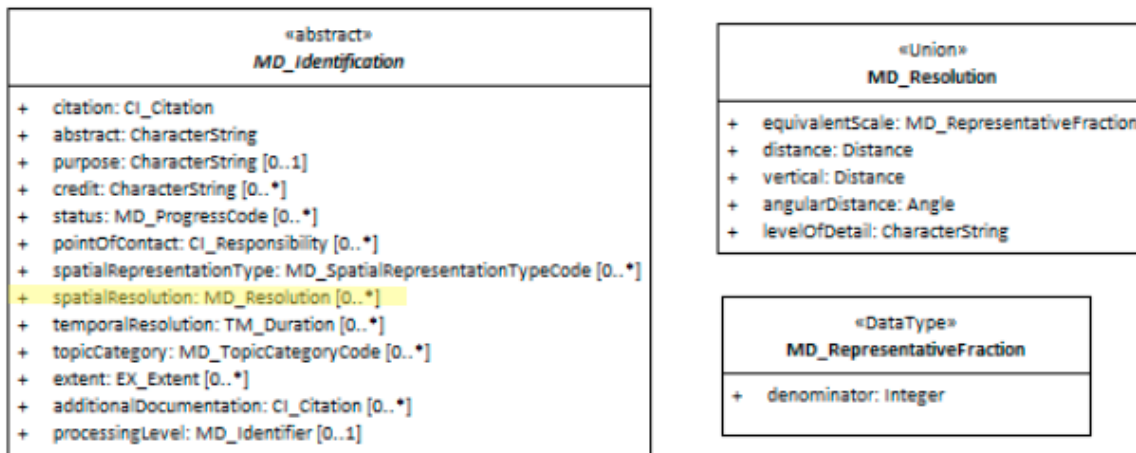 «abstract»
MD_Identification
+ citation: CI_Citation
+ abstract: CharacterString
+ purpose: CharacterString [0..1]
+ credit: CharacterString [0..*]
+ status: MD_ProgressCode [0..*]
+ pointOfContact: CI_Responsibility [0..*]
+ spatialRepresentationType: MD_SpatialRepresentationTypeCode [0..*]
+ spatialResolution: MD_Resolution [0..*]
+ temporalResolution: TM_Duration [0..*]
+ topicCategory: MD_TopicCategoryCode [0..*]
+ extent: EX_Extent [0..*]
+ additionalDocumentation: CI_Citation [0..*]
+ processingLevel: MD_Identifier [0..1]
«Union»
MD_Resolution
+ equivalentScale: MD_RepresentativeFraction
+ distance: Distance
+ vertical: Distance
+ angularDistance: Angle
+ levelOfDetail: CharacterString
«DataType»
MD_RepresentativeFraction
+ denominator: Integer